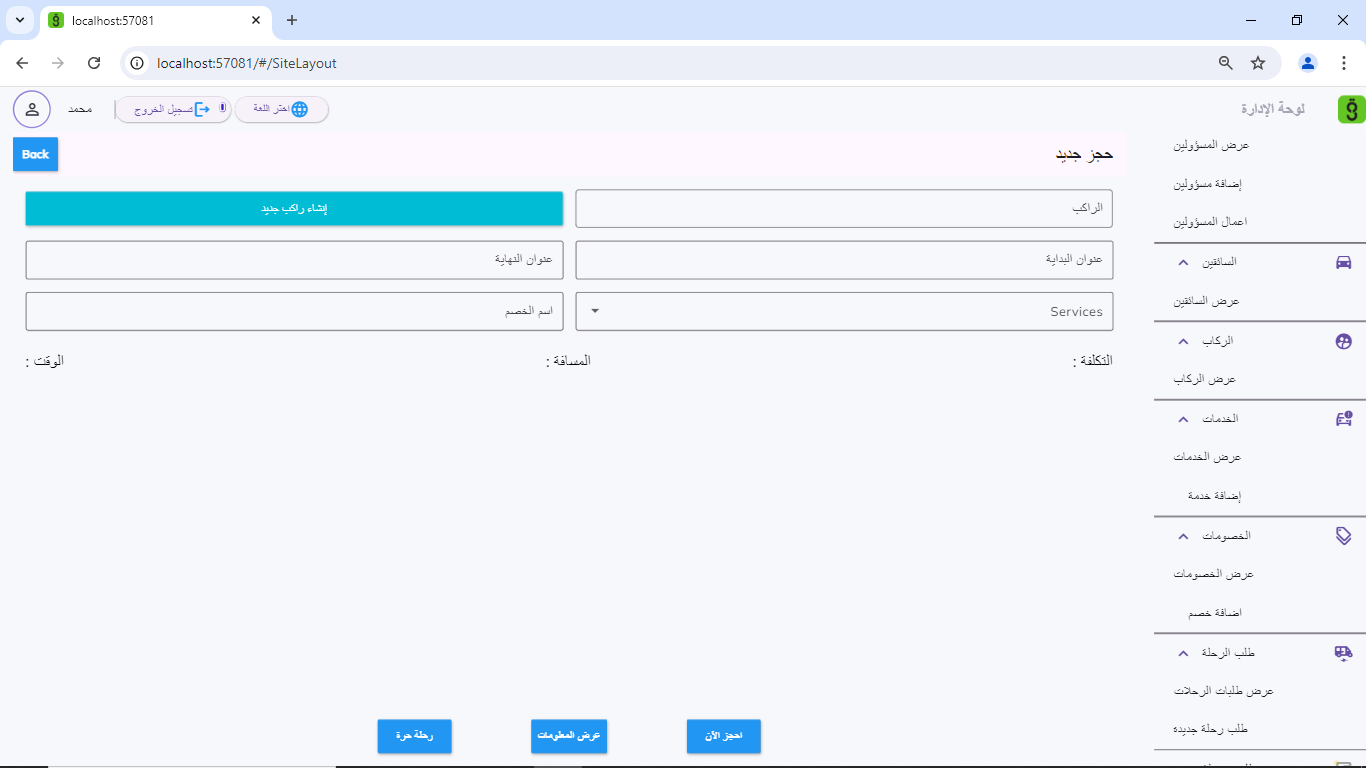 localhost:57081
localhost:57081/#/SiteLayout
لوحة الإدارة
اختر اللغة
تسجيل الخروج
محمد
حجز جديد
Back
الراكب
إنشاء راكب جديد
عنوان البداية
عنوان النهاية
Services
اسم الخصم
التكلفة :
المسافة :
الوقت :
احجز الآن
عرض المعلومات
رحلة حرة
عرض المسؤولين
إضافة مسؤولين
اعمال المسؤولين
السائقين
عرض السائقين
الركاب
عرض الركاب
الخدمات
عرض الخدمات
إضافة خدمة
الخصومات
عرض الخصومات
اضافة خصم
طلب الرحلة
عرض طلبات الرحلات
طلب رحلة جديدة